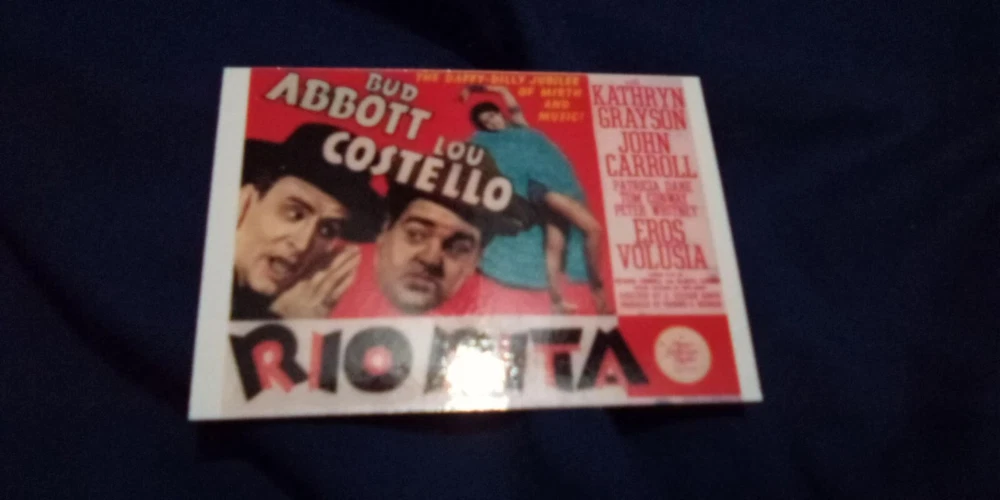 THE DAFFY-DILLY JUBILEE
OF MIRTH
AND
MUSIC!
BUD
ABBOTT
LOU
COSTELLO
KATHRYN
GRAYSON
JOHN
CARROLL
PATRICIA DANE
TOM CONWAY
PETER WHITNEY
EROS
VOLUSIA
RIO RITA